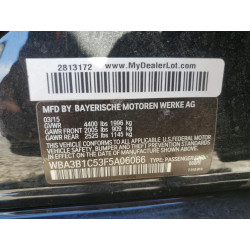 2813172
www.
MyDealerLot.com
MFD BY BAYERISCHE MOTOREN WERKE AG
03/15
GVWR 4400 lbs 1996 kg
GAWR FRONT 2005 lbs 909 kg
GAWR REAR 2525 lbs 1145 kg
THIS VEHICLE CONFORMS TO ALL APPLICABLE
FEDERAL MOTOR VEHICLE SAFETY, BUMPER, AND
THEFT PREVENTION STANDARDS IN EFFECT ON
THE DATE OF MANUFACTURE SHOWN ABOVE.
WBA3B1C53F5A06066 TYPE: PASSENGER